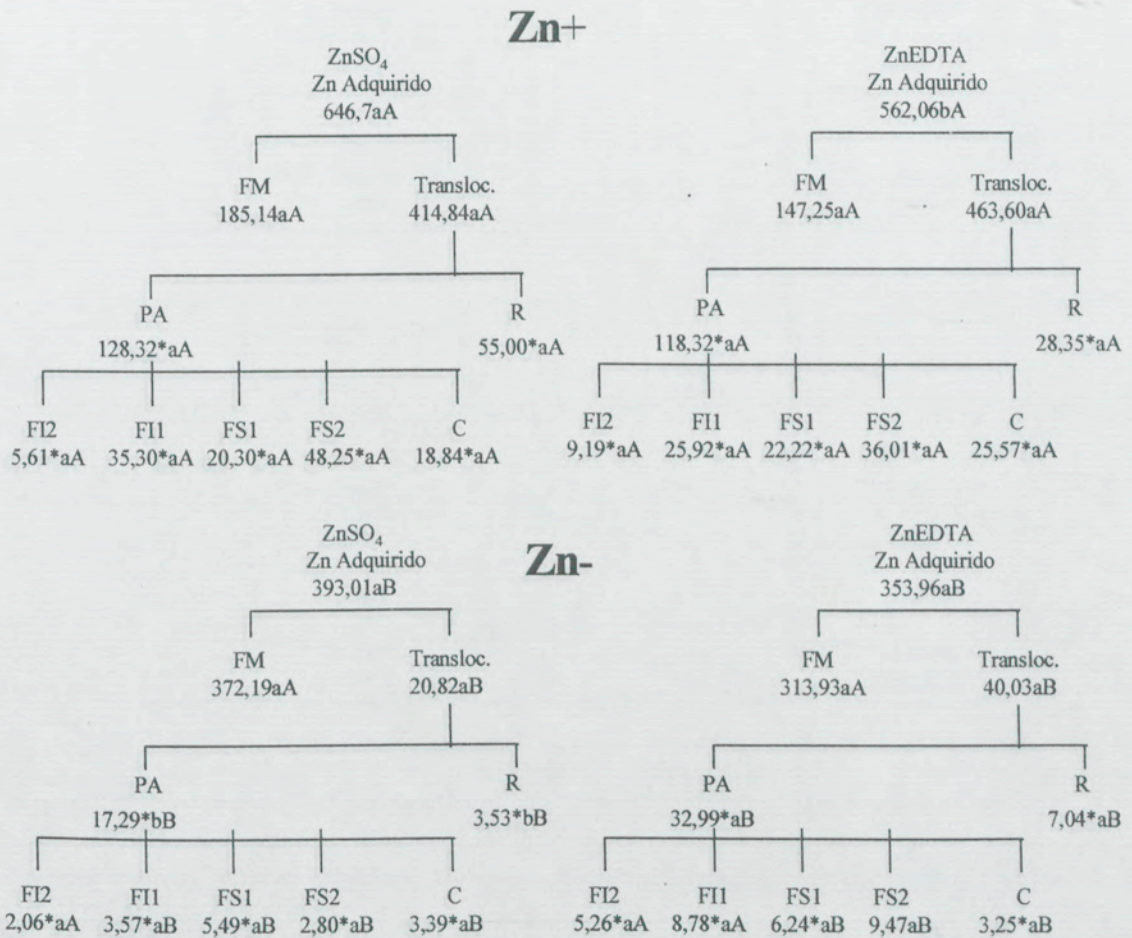 Zn+
ZnSO4
Zn Adquirido
646,7aA
FM
185,14aA
Transloc.
414,84aA
PA
128,32*aA
R
55,00*aA
FI2
5,61*aA
FI1
35,30*aA
FS1
20,30*aA
FS2
48,25*aA
C
18,84*aA
ZnEDTA
Zn Adquirido
562,06bA
FM
147,25aA
Transloc.
463,60aA
PA
118,32*aA
R
28,35*aA
FI2
9,19*aA
FI1
25,92*aA
FS1
22,22*aA
FS2
36,01*aA
C
25,57*aA
Zn-
ZnSO4
Zn Adquirido
393,01aB
FM
372,19aA
Transloc.
20,82aB
PA
17,29*bB
R
3,53*bB
FI2
2,06*aA
FI1
3,57*aB
FS1
5,49*aB
FS2
2,80*aB
C
3,39*aB
ZnEDTA
Zn Adquirido
353,96aB
FM
313,93aA
Transloc.
40,03aB
PA
32,99*aB
R
7,04*aB
FI2
5,26*aA
FI1
8,78*aA
FS1
6,24*aB
FS2
9,47aB
C
3,25*aB